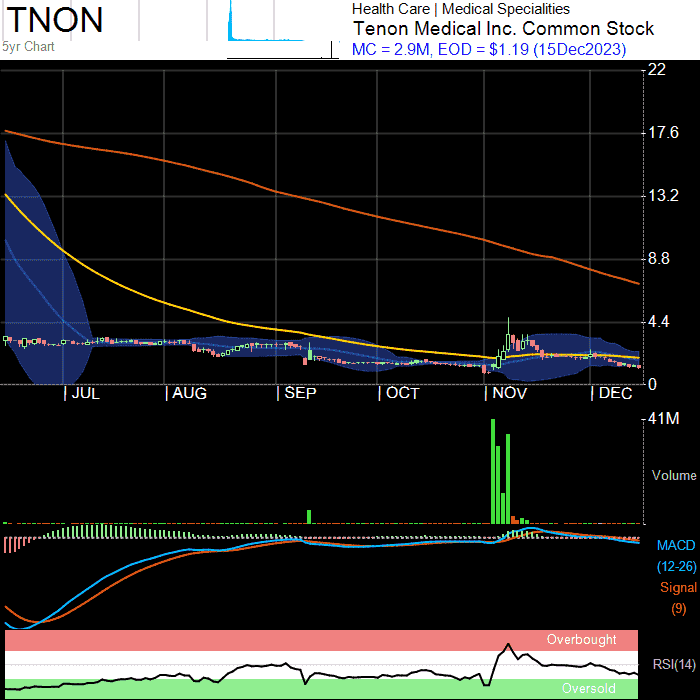 TNON
5yr Chart
Health Care | Medical Specialities
Tenon Medical Inc. Common Stock
MC = 2.9M, EOD = $1.19 (15Dec2023)
22
17.6
13.2
8.8
4.4
0
JUL AUG SEP OCT NOV DEC
41M
Volume
MACD
(12-26)
Signal
(9)
Overbought
RSI(14)
Oversold